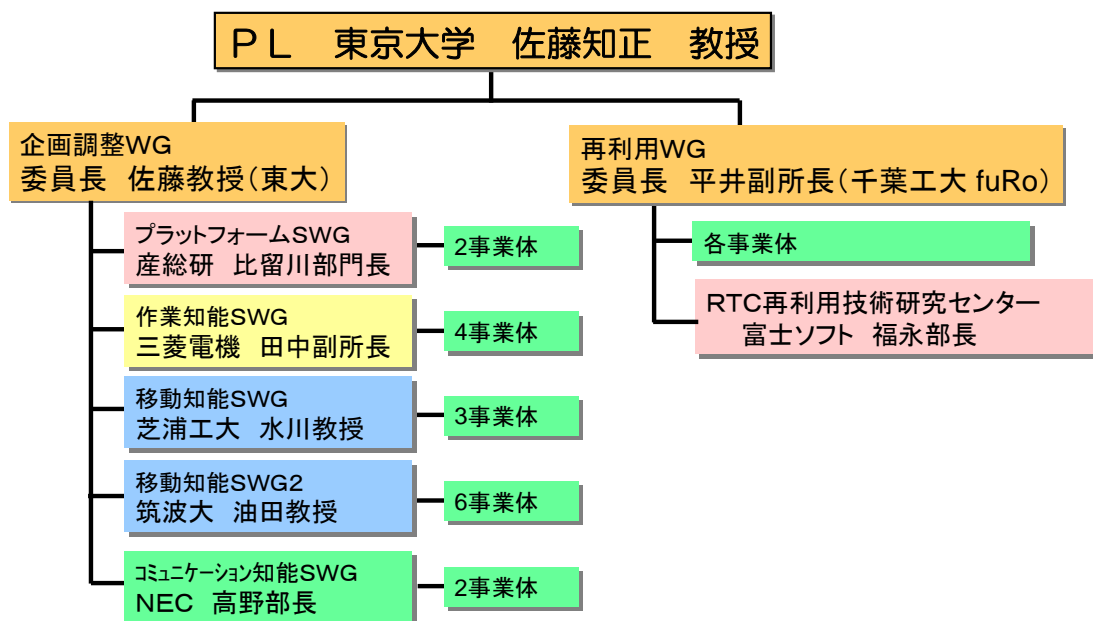 ＰＬ　東京大学　佐藤知正　教授
企画調整ＷＧ
委員長　佐藤教授（東大）
プラットフォームＳＷＧ
産総研　比留川部門長
2事業体
作業知能ＳＷＧ
三菱電機　田中副所長
4事業体
移動知能ＳＷＧ
芝浦工大　水川教授
3事業体
移動知能ＳＷＧ２
筑波大　油田教授
6事業体
ｺﾐｭﾆｹｰｼｮﾝ知能ＳＷＧ
ＮＥＣ　高野部長
2事業体
再利用ＷＧ
委員長　平井副所長（千葉工大 fuRo）
各事業体
ＲＴＣ再利用技術研究センター
富士ソフト　福永部長